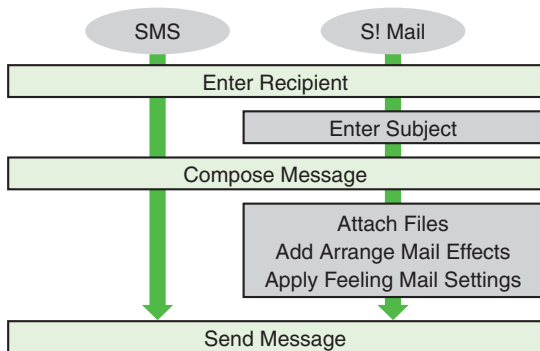 SMS
S! Mail
Enter Recipient
Enter Subject
Compose Message
Attach Files
Add Arrange Mail Effects
Apply Feeling Mail Settings
Send Message